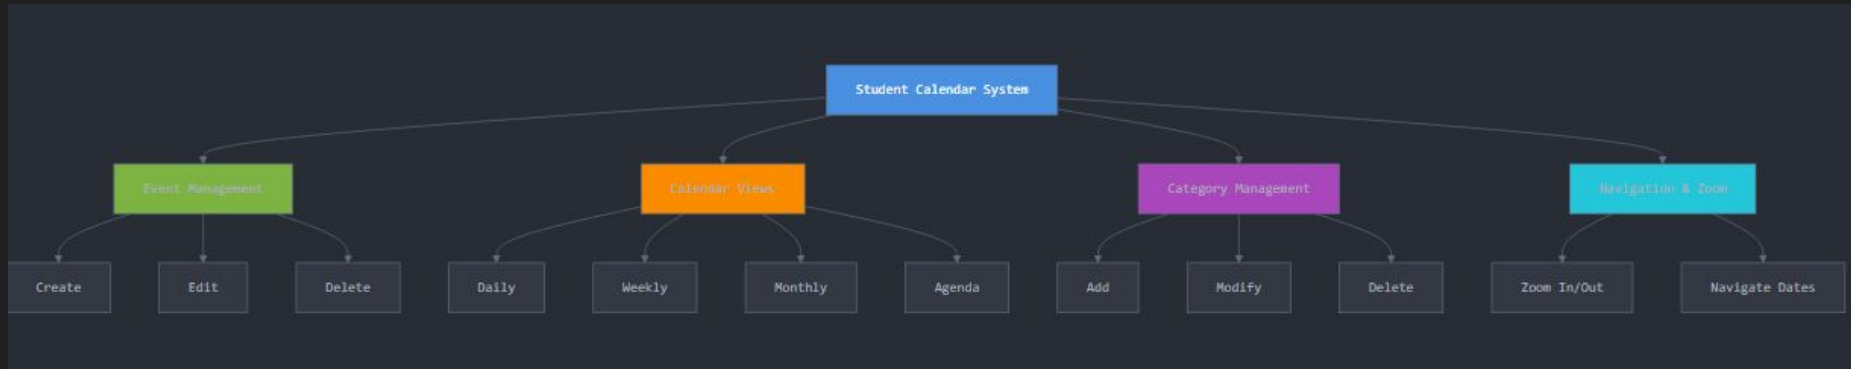 Student Calendar System
Event Management
Calendar Views
Category Management
Navigation & Zoom
Create
Edit
Delete
Daily
Weekly
Monthly
Agenda
Add
Modify
Delete
Zoom In/Out
Navigate Dates